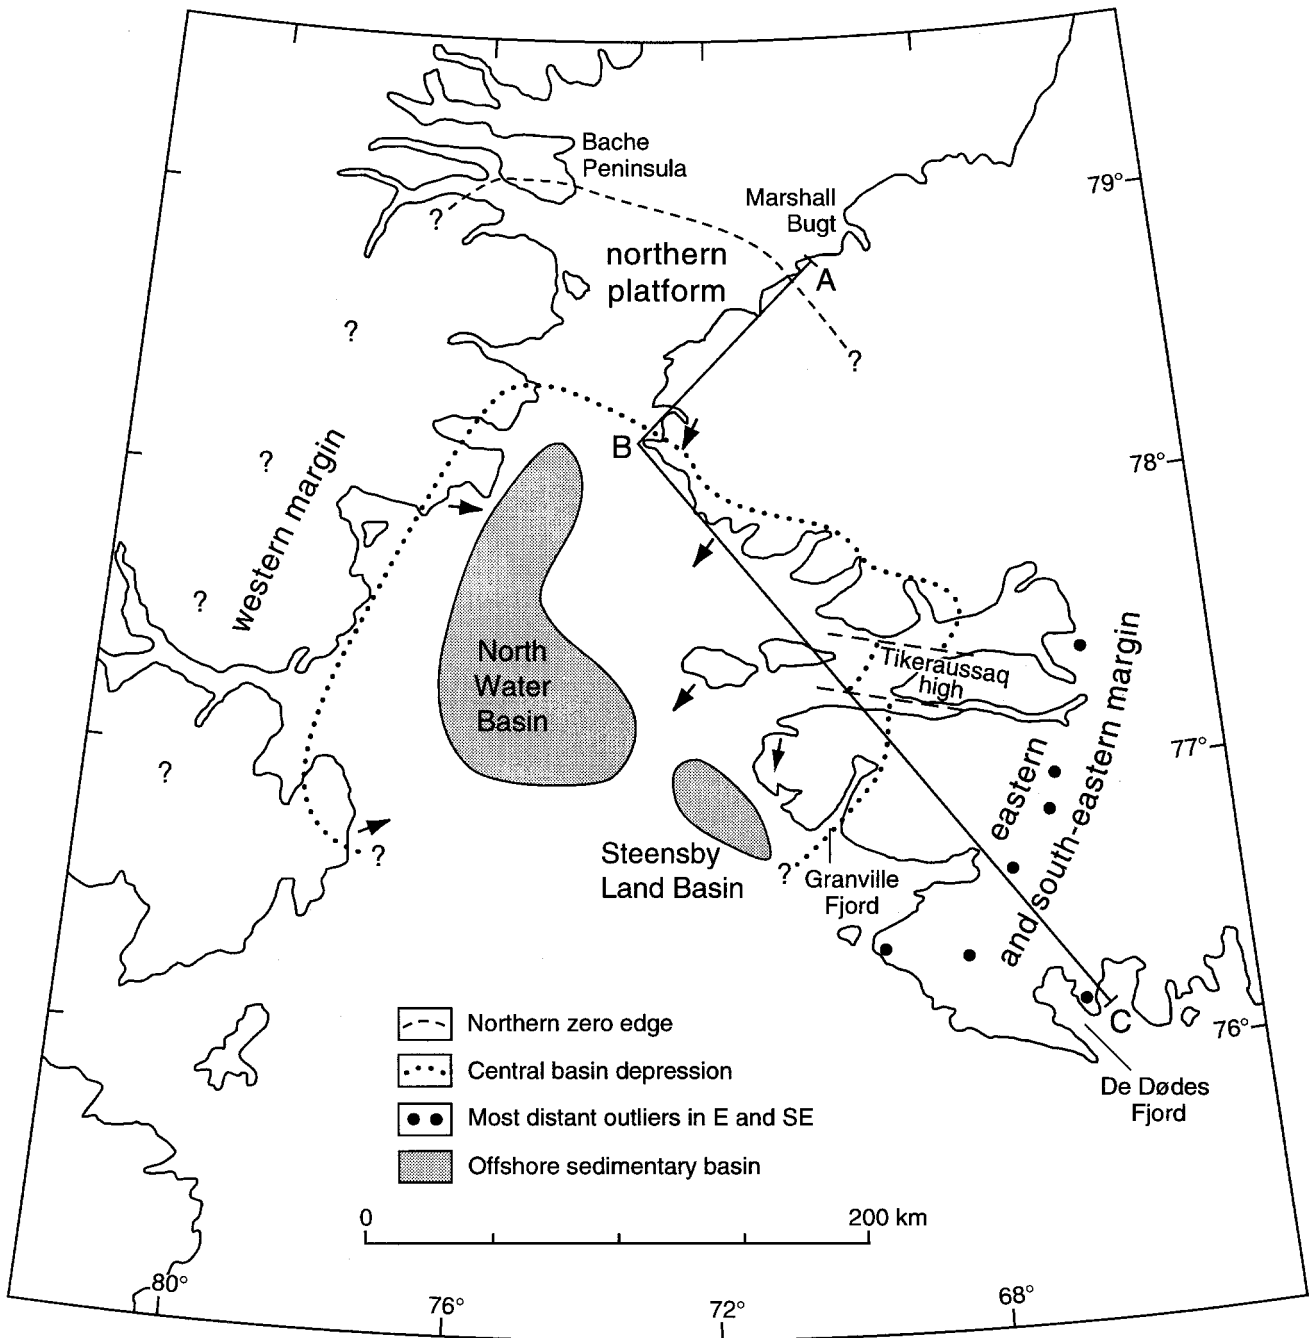 Bache
Peninsula
79°
Marshall
Bugt
?
northern
platform
A
?
?
B
78°
?
western margin
?
North
Water
Basin
Tikeraussaq
high
eastern
and south-eastern margin
77°
?
?
Steensby
Land Basin
?
Granville
Fjord
C
76°
De Dødes
Fjord
Northern zero edge
Central basin depression
Most distant outliers in E and SE
Offshore sedimentary basin
0
200 km
80°
76°
72°
68°